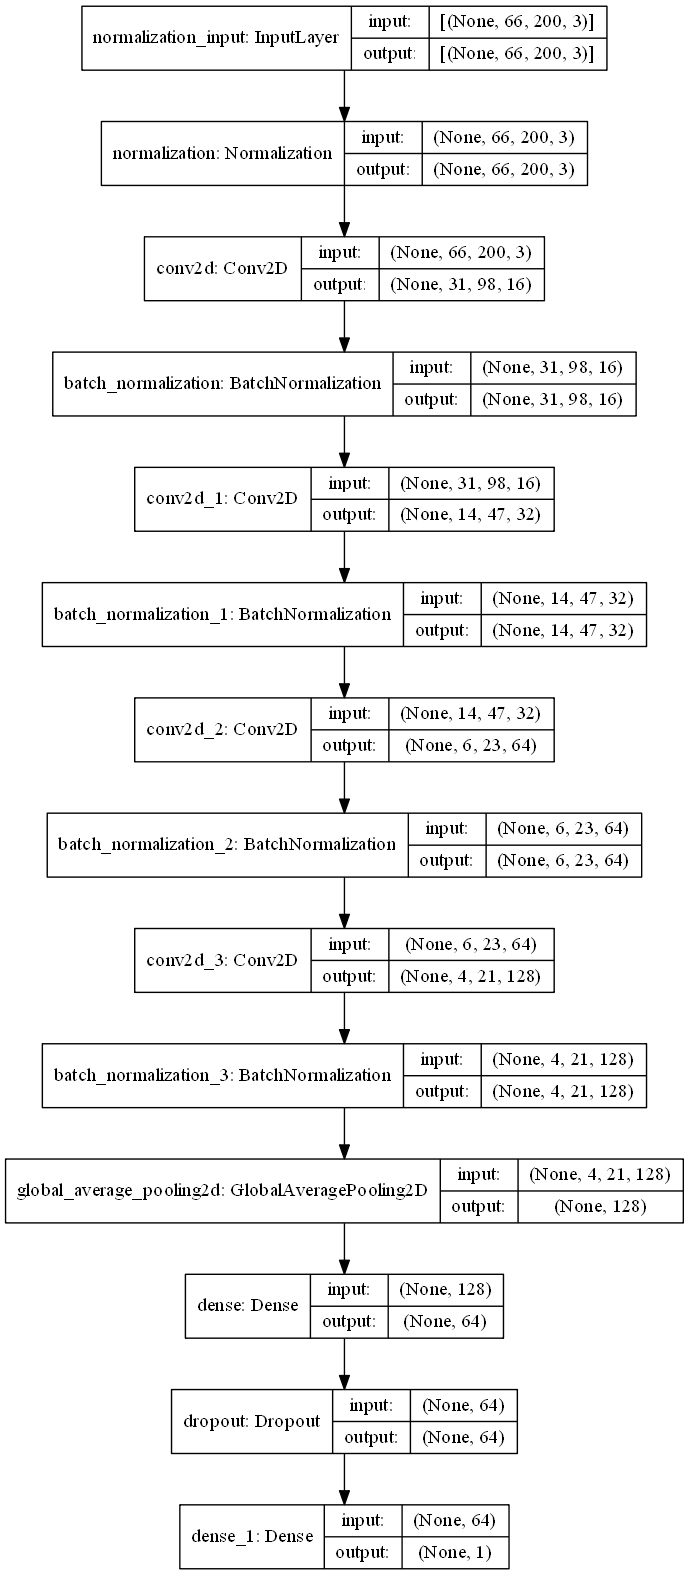 normalization_input: InputLayer
input:
[(None, 66, 200, 3)]
output:
[(None, 66, 200, 3)]
normalization: Normalization
input:
(None, 66, 200, 3)
output:
(None, 66, 200, 3)
conv2d: Conv2D
input:
(None, 66, 200, 3)
output:
(None, 31, 98, 16)
batch_normalization: BatchNormalization
input:
(None, 31, 98, 16)
output:
(None, 31, 98, 16)
conv2d_1: Conv2D
input:
(None, 31, 98, 16)
output:
(None, 14, 47, 32)
batch_normalization_1: BatchNormalization
input:
(None, 14, 47, 32)
output:
(None, 14, 47, 32)
conv2d_2: Conv2D
input:
(None, 14, 47, 32)
output:
(None, 6, 23, 64)
batch_normalization_2: BatchNormalization
input:
(None, 6, 23, 64)
output:
(None, 6, 23, 64)
conv2d_3: Conv2D
input:
(None, 6, 23, 64)
output:
(None, 4, 21, 128)
batch_normalization_3: BatchNormalization
input:
(None, 4, 21, 128)
output:
(None, 4, 21, 128)
global_average_pooling2d: GlobalAveragePooling2D
input:
(None, 4, 21, 128)
output:
(None, 128)
dense: Dense
input:
(None, 128)
output:
(None, 64)
dropout: Dropout
input:
(None, 64)
output:
(None, 64)
dense_1: Dense
input:
(None, 64)
output:
(None, 1)